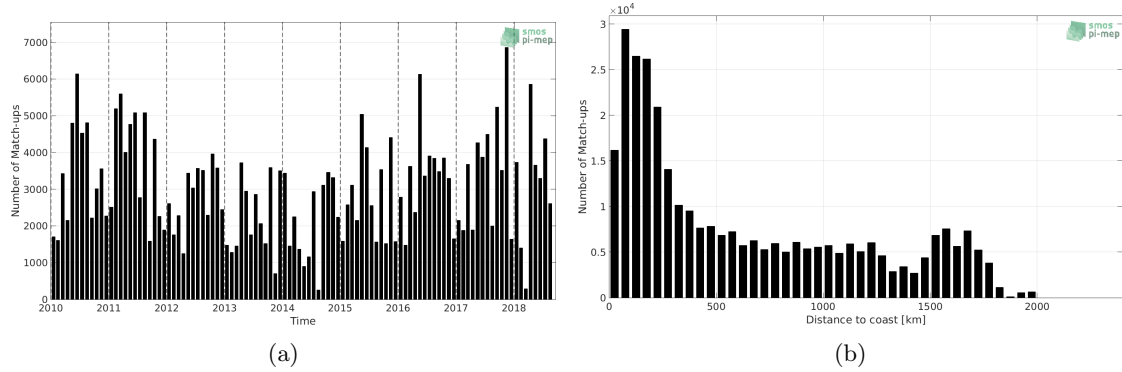 smos
pi-mep
Number of Match-ups
7000
6000
5000
4000
3000
2000
1000
0
2010 2011 2012 2013 2014 2015 2016 2017 2018
Time
(a)
×10⁴
smos
pi-mep
Number of Match-ups
3
2.5
2
1.5
1
0.5
0
0 500 1000 1500 2000
Distance to coast [km]
(b)